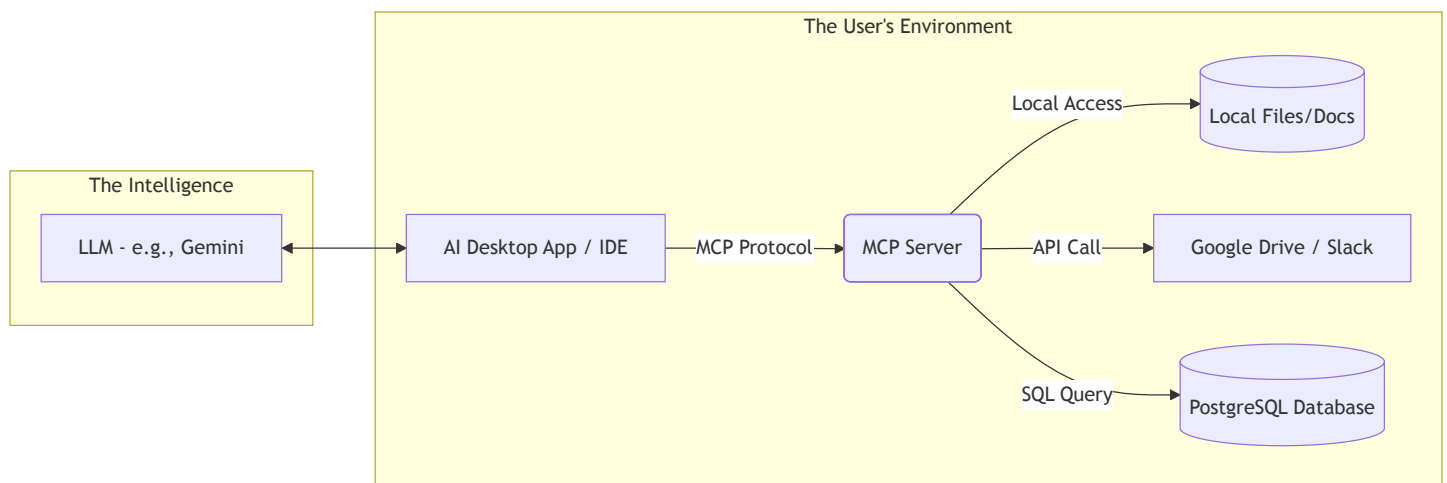 The User's Environment
Local Access
Local Files/Docs
The Intelligence
LLM - e.g., Gemini
AI Desktop App / IDE
MCP Protocol
MCP Server
API Call
Google Drive / Slack
SQL Query
PostgreSQL Database